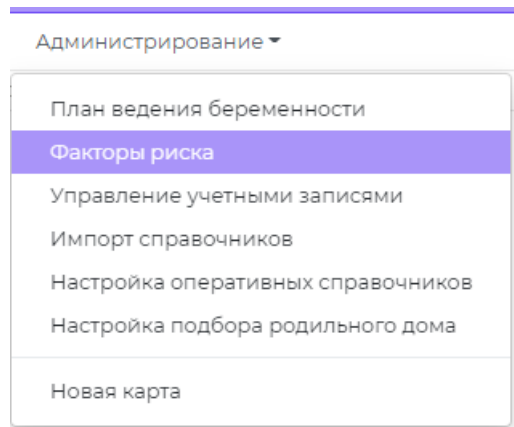 Администрирование
План ведения беременности
Факторы риска
Управление учетными записями
Импорт справочников
Настройка оперативных справочников
Настройка подбора родильного дома
Новая карта